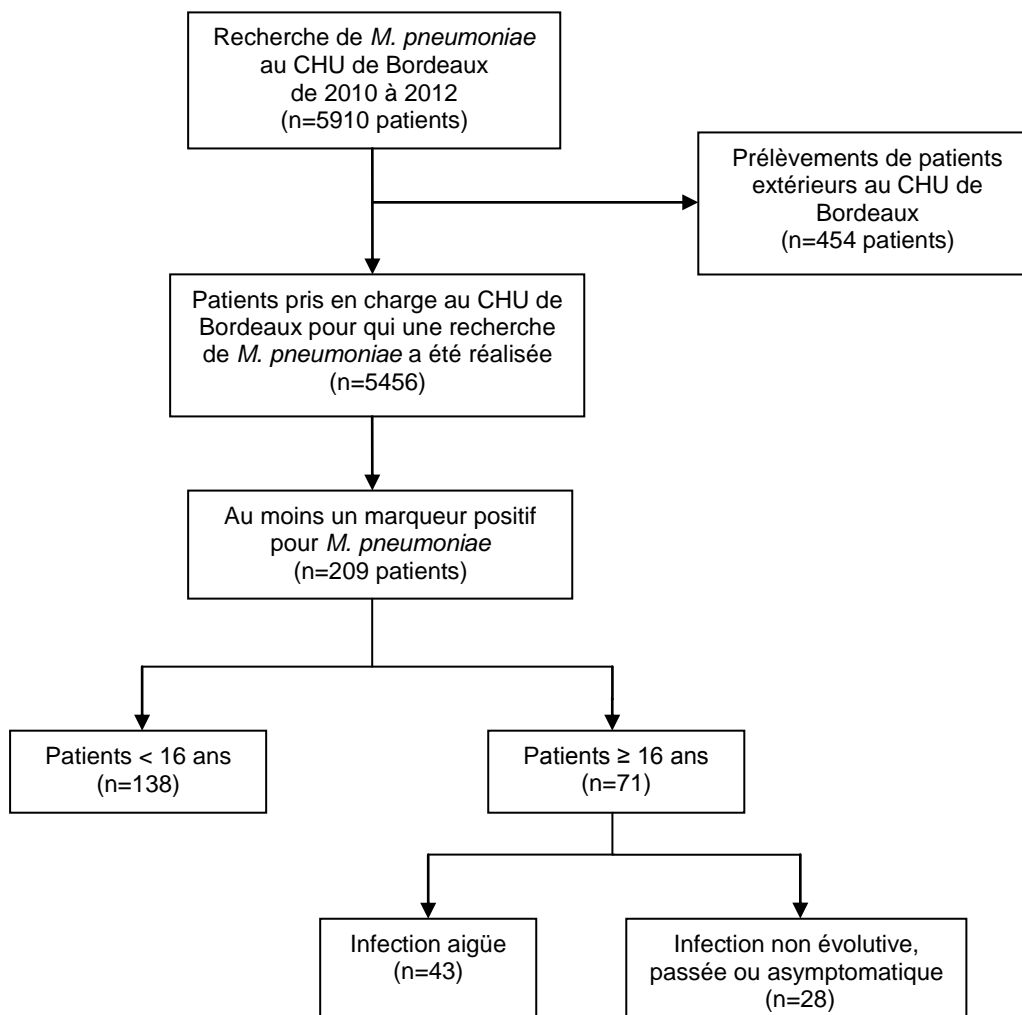 Recherche de M. pneumoniae
au CHU de Bordeaux
de 2010 à 2012
(n=5910 patients)
Prélèvements de patients
extérieurs au CHU de
Bordeaux
(n=454 patients)
Patients pris en charge au CHU de
Bordeaux pour qui une recherche
de M. pneumoniae a été réalisée
(n=5456)
Au moins un marqueur positif
pour M. pneumoniae
(n=209 patients)
Patients < 16 ans
(n=138)
Patients ≥ 16 ans
(n=71)
Infection aigüe
(n=43)
Infection non évolutive,
passée ou asymptomatique
(n=28)